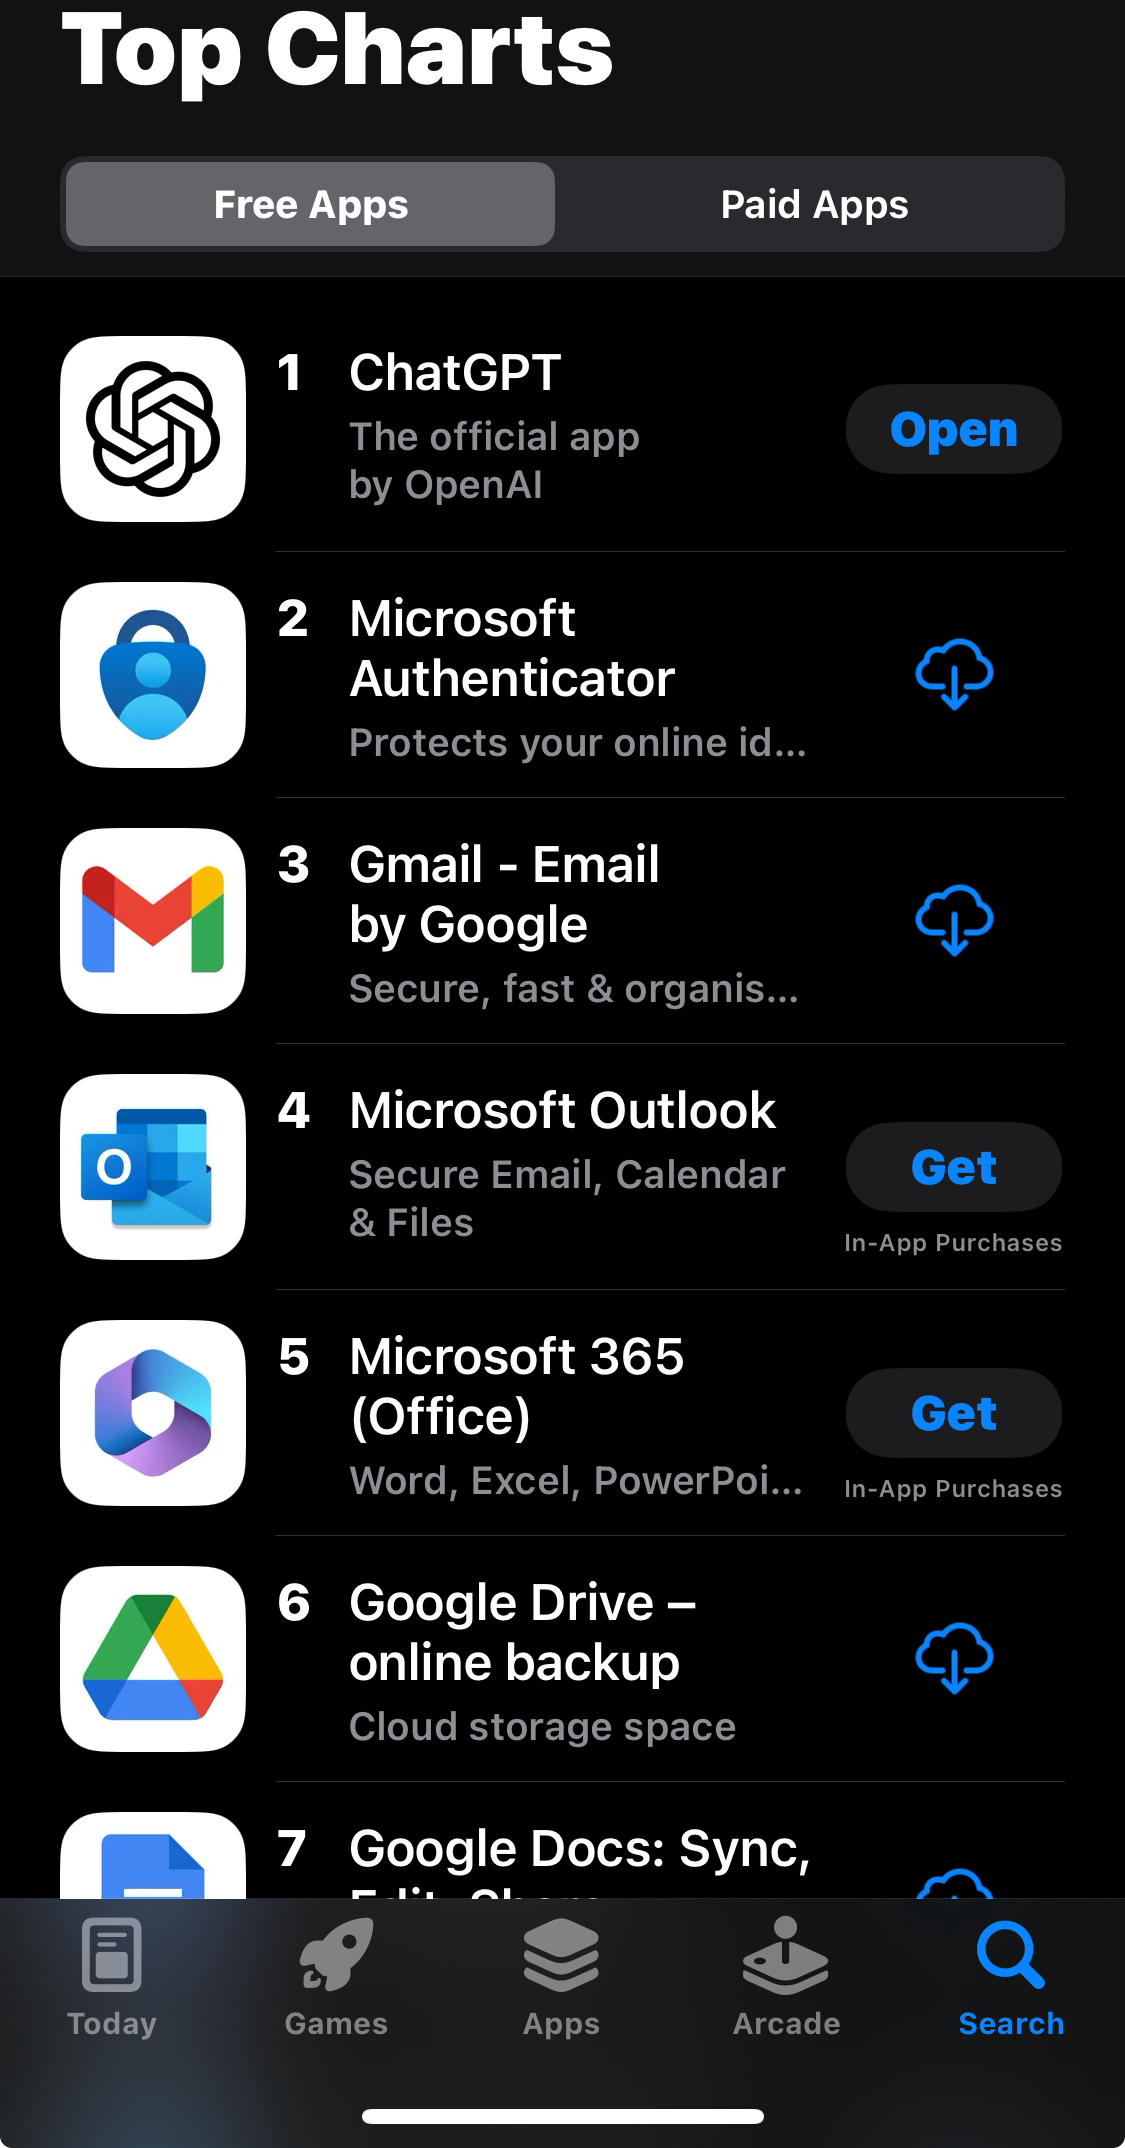 Top Charts
Free Apps
Paid Apps
1 ChatGPT
The official app
by OpenAI
Open
2 Microsoft
Authenticator
Protects your online id...
3 Gmail - Email
by Google
Secure, fast & organis...
4 Microsoft Outlook
Secure Email, Calendar
& Files
Get
In-App Purchases
5 Microsoft 365
(Office)
Word, Excel, PowerPoi...
Get
In-App Purchases
6 Google Drive –
online backup
Cloud storage space
7 Google Docs: Sync,
Today
Games
Apps
Arcade
Search